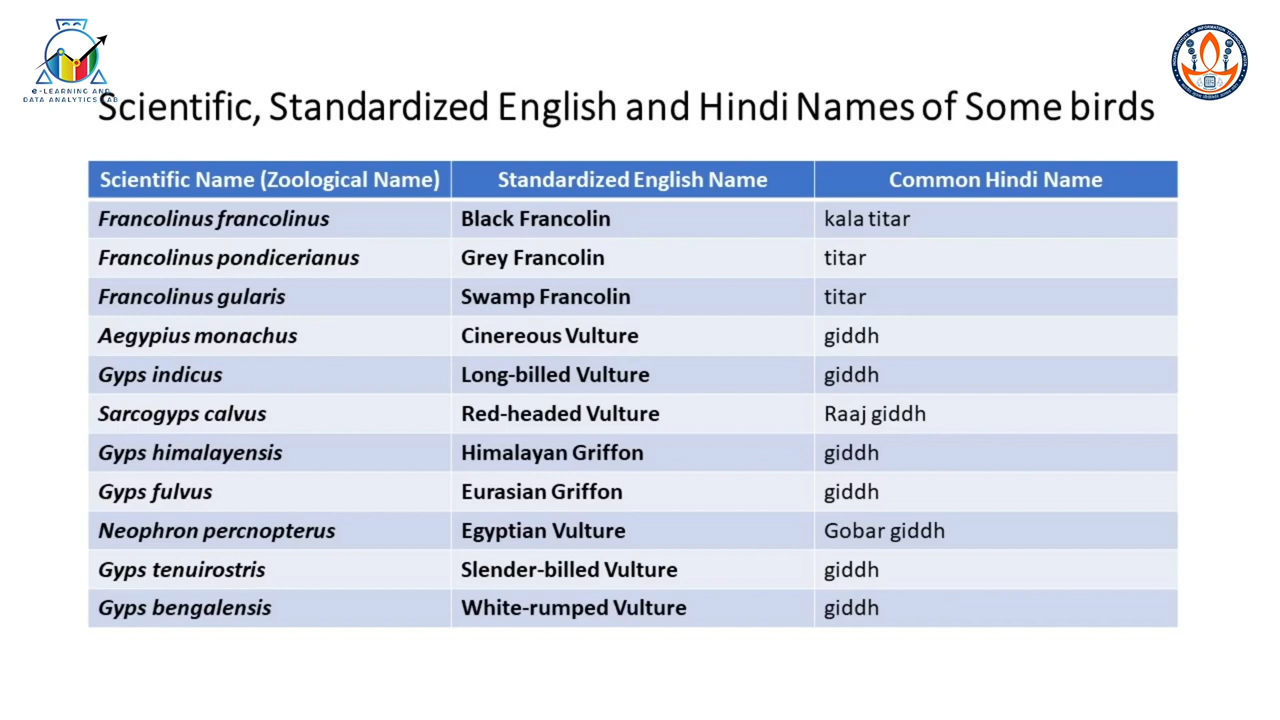 e-LEARNING AND
DATA ANALYTICS LAB
Scientific, Standardized English and Hindi Names of Some birds
Scientific Name (Zoological Name) Standardized English Name Common Hindi Name
Francolinus francolinus Black Francolin kala titar
Francolinus pondicerianus Grey Francolin titar
Francolinus gularis Swamp Francolin titar
Aegypius monachus Cinereous Vulture giddh
Gyps indicus Long-billed Vulture giddh
Sarcogyps calvus Red-headed Vulture Raaj giddh
Gyps himalayensis Himalayan Griffon giddh
Gyps fulvus Eurasian Griffon giddh
Neophron percnopterus Egyptian Vulture Gobar giddh
Gyps tenuirostris Slender-billed Vulture giddh
Gyps bengalensis White-rumped Vulture giddh